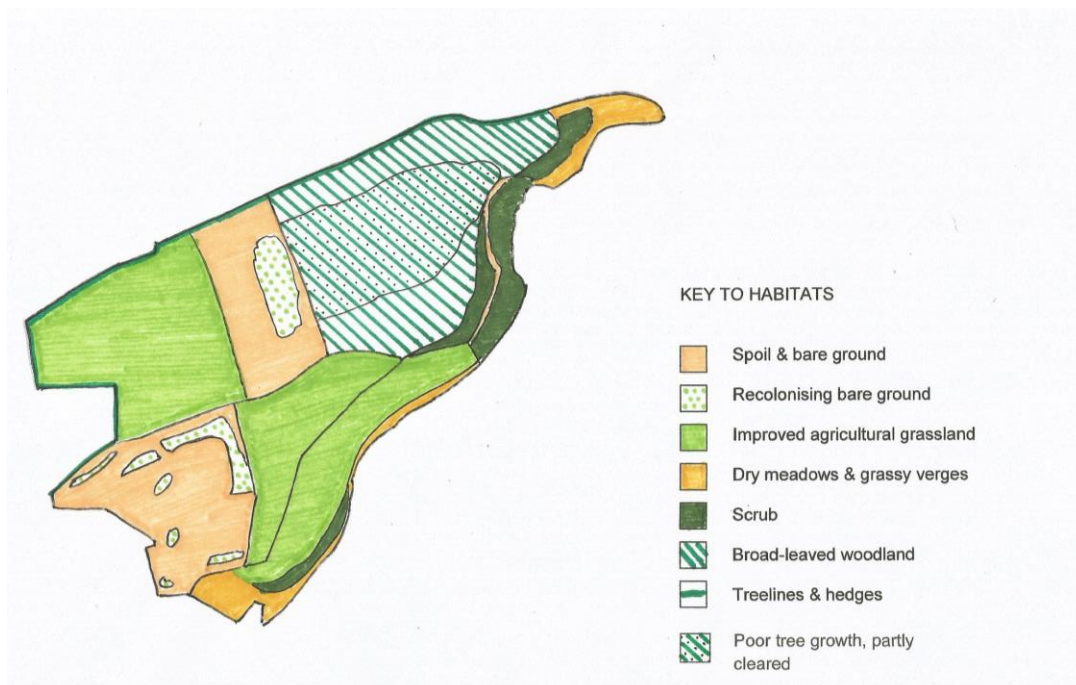 KEY TO HABITATS
Spoil & bare ground
Recolonising bare ground
Improved agricultural grassland
Dry meadows & grassy verges
Scrub
Broad-leaved woodland
Treelines & hedges
Poor tree growth, partly
cleared